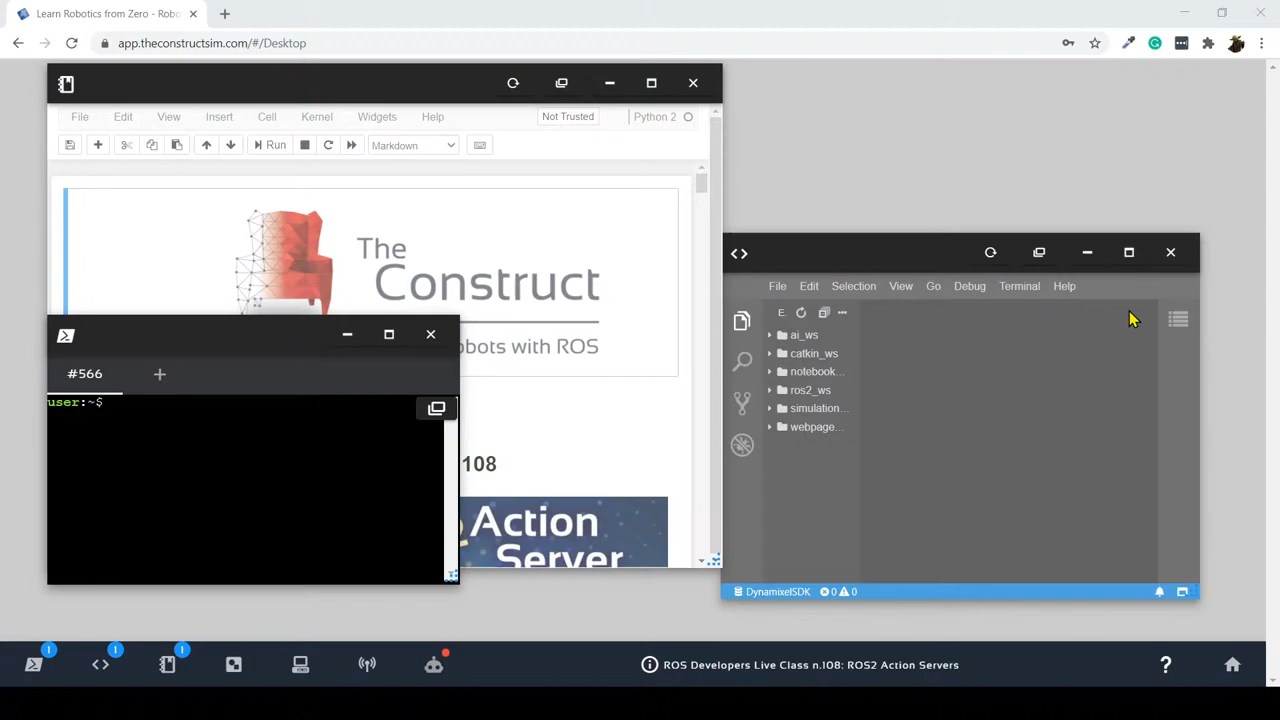 Learn Robotics from Zero - Robo
app.theconstructsim.com/#/Desktop
File Edit View Insert Cell Kernel Widgets Help
Not Trusted
Python 2
Run
Markdown
The
Construct
obots with ROS
#566
user:~$
108
Action
Server
File Edit Selection View Go Debug Terminal Help
E.
ai_ws
catkin_ws
notebook...
ros2_ws
simulation...
webpage...
DynamixelSDK 0 0
1
1
1
ROS Developers Live Class n.108: ROS2 Action Servers